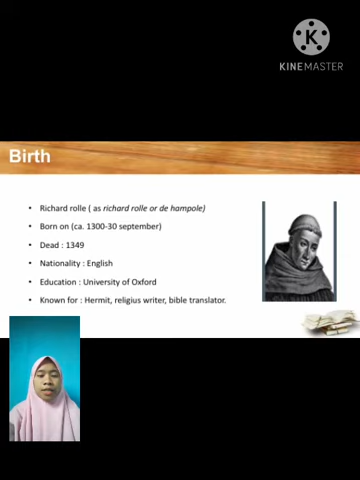 K
KINEMASTER
Birth
• Richard rolle ( as richard rolle or de hampole)
• Born on (ca. 1300-30 september)
• Dead : 1349
• Nationality : English
• Education : University of Oxford
• Known for : Hermit, religius writer, bible translator.